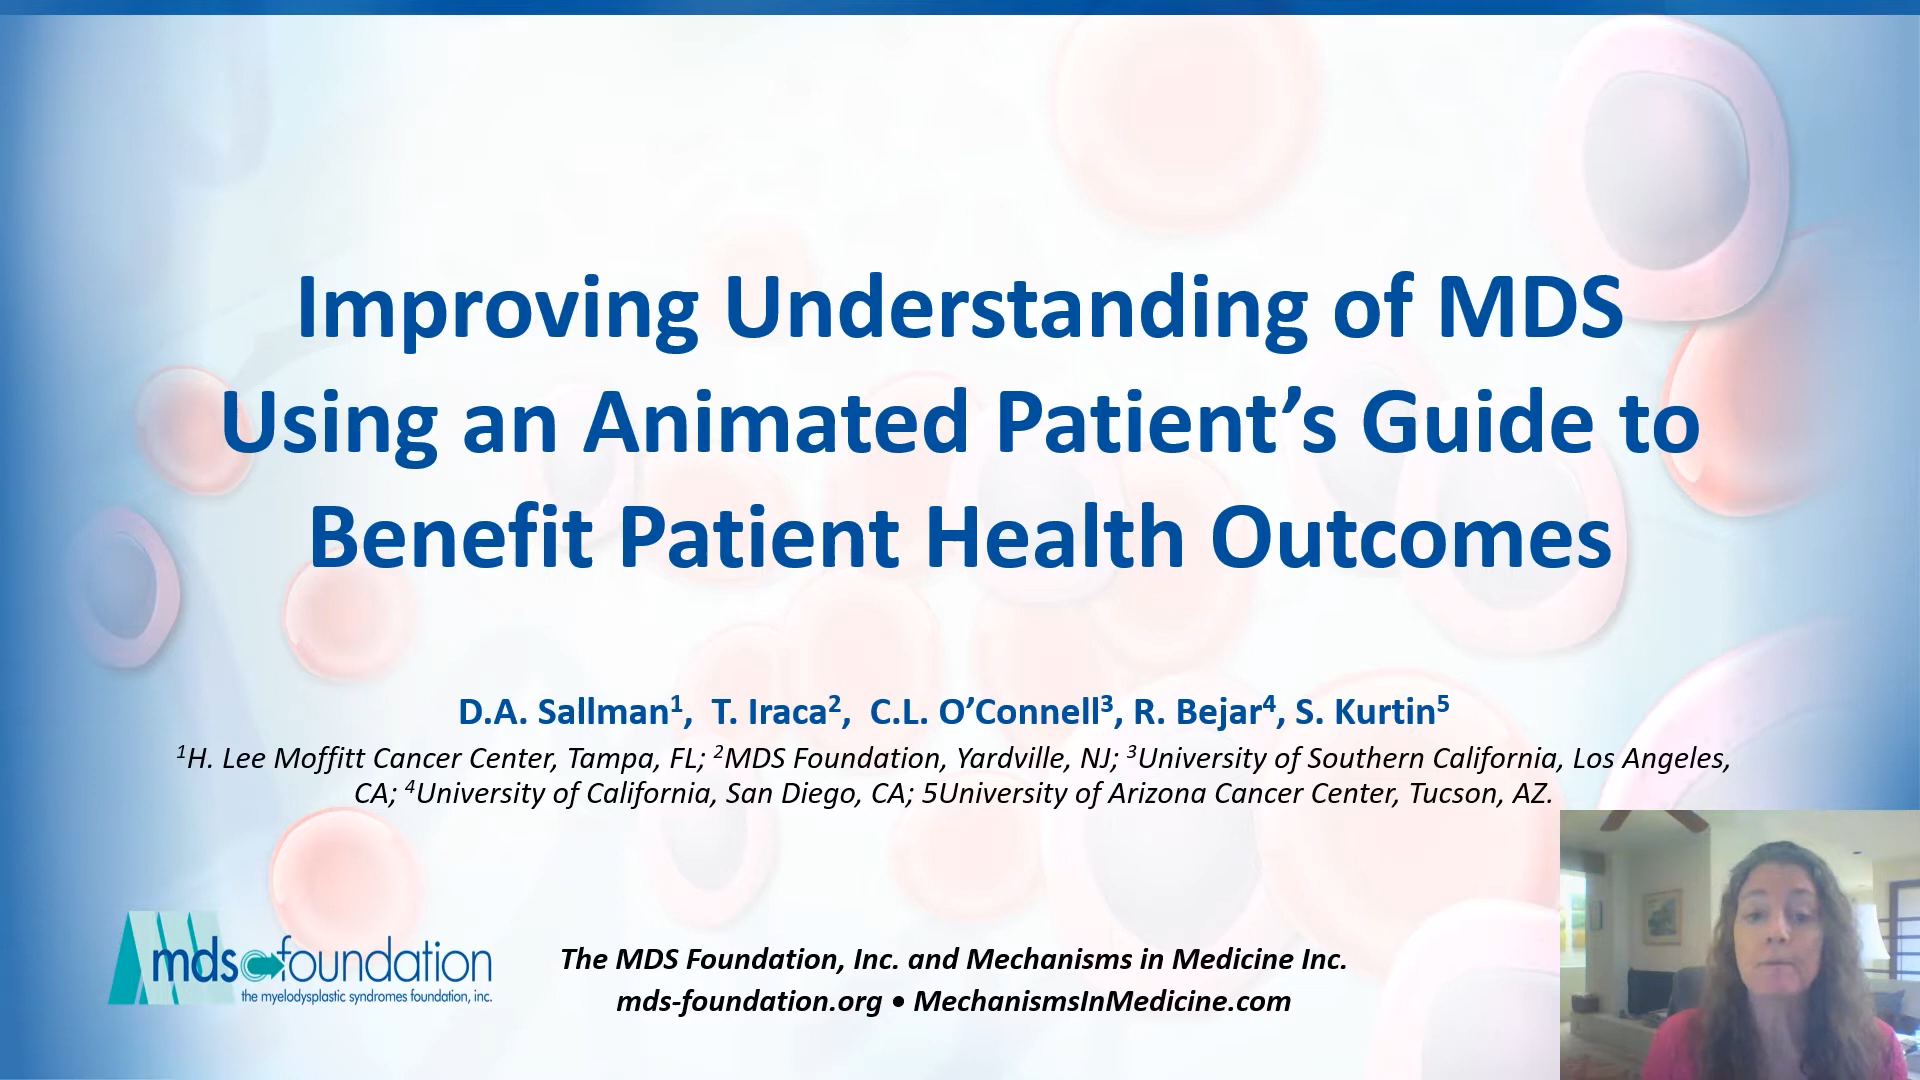 Improving Understanding of MDS
Using an Animated Patient’s Guide to
Benefit Patient Health Outcomes
D.A. Sallman¹, T. Iraca², C.L. O’Connell³, R. Bejar⁴, S. Kurtin⁵
¹H. Lee Moffitt Cancer Center, Tampa, FL; ²MDS Foundation, Yardville, NJ; ³University of Southern California, Los Angeles,
CA; ⁴University of California, San Diego, CA; 5University of Arizona Cancer Center, Tucson, AZ.
mds foundation
the myelodysplastic syndromes foundation, inc.
The MDS Foundation, Inc. and Mechanisms in Medicine Inc.
mds-foundation.org • MechanismsInMedicine.com